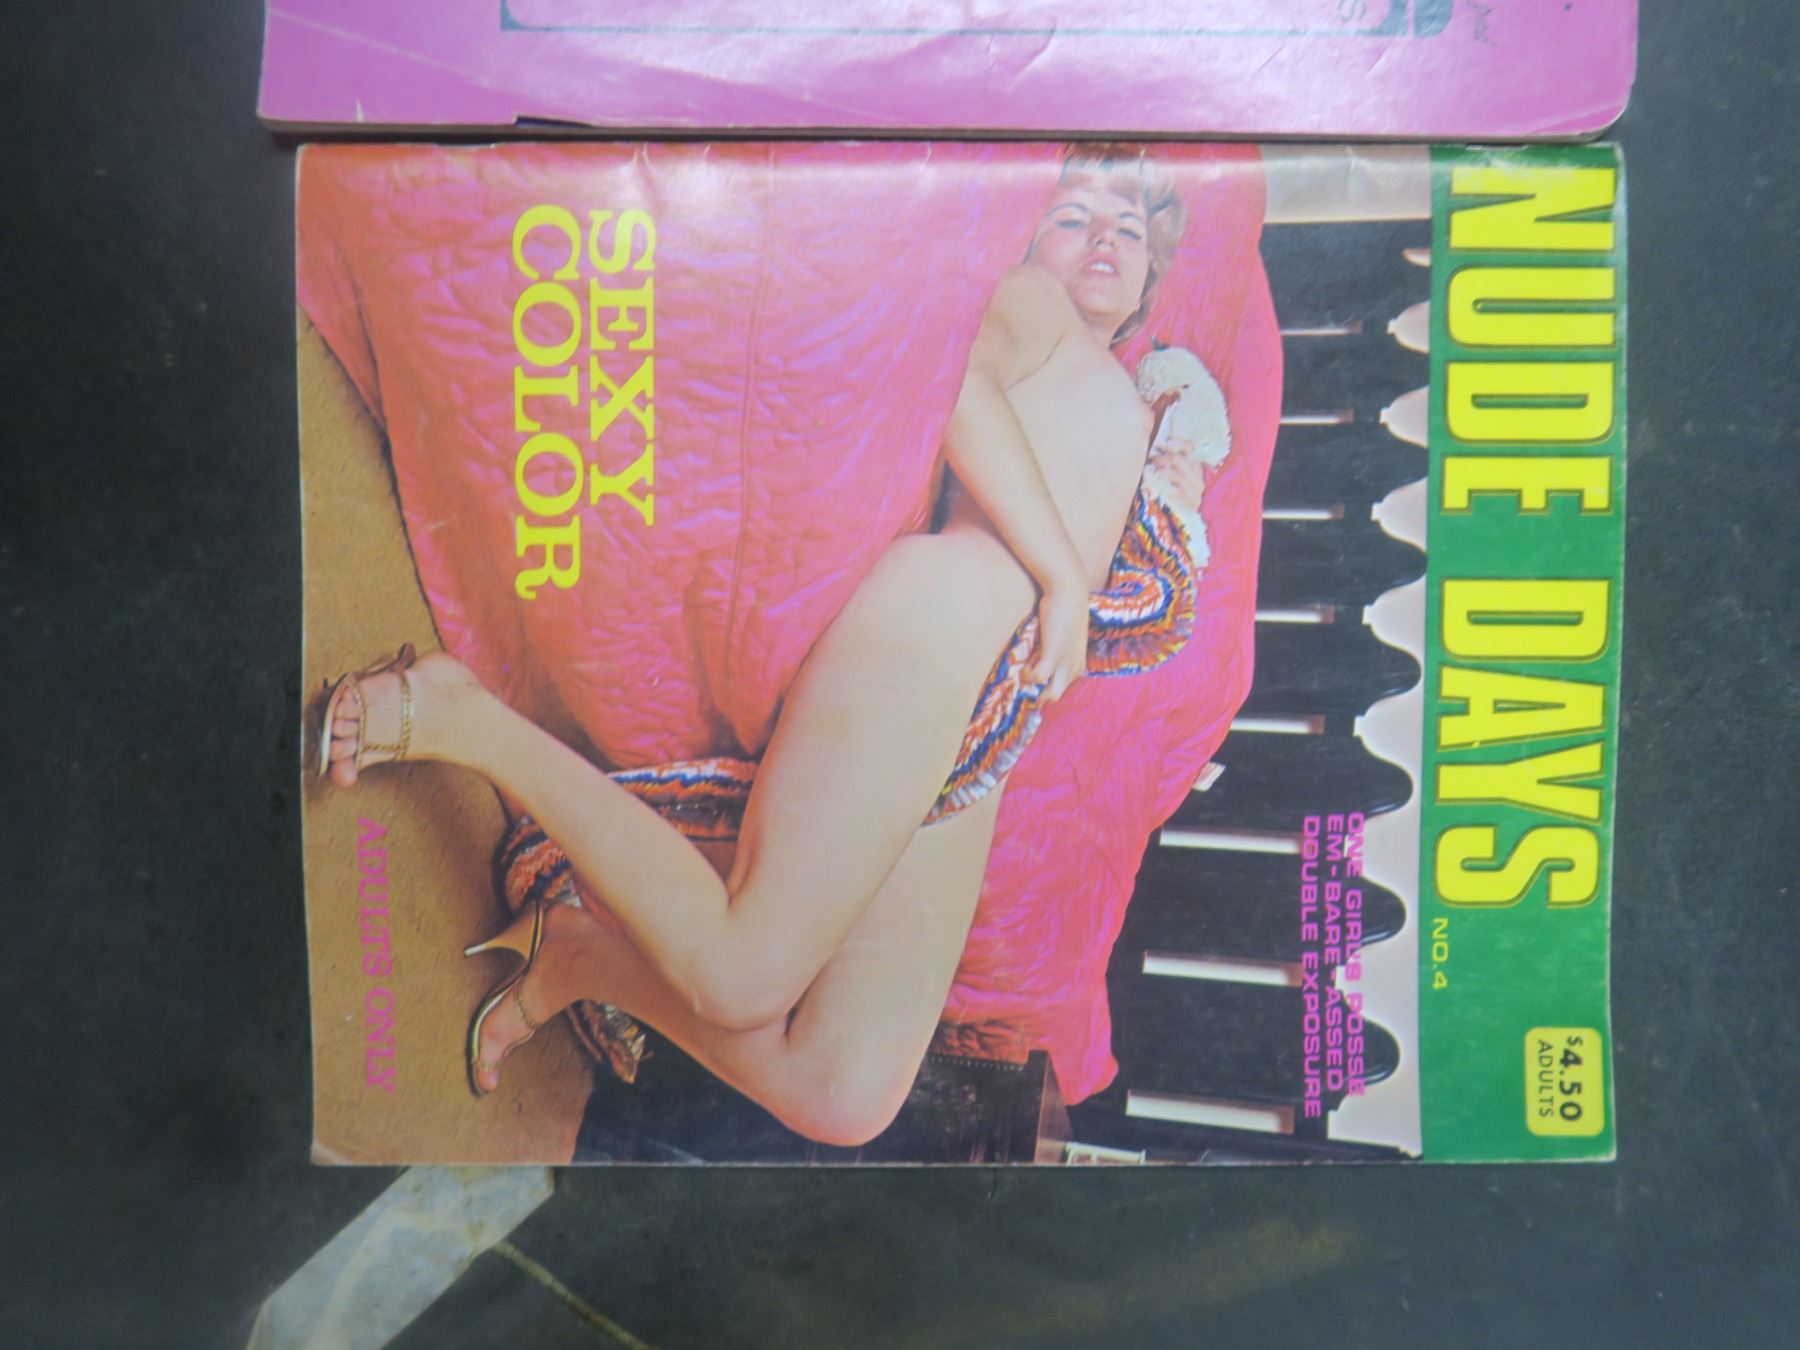 NUDE DAYS
NO.4
$4.50
ADULTS
ONE GIRLS POSSE
EM-BARE-ASSED
DOUBLE EXPOSURE
SEXY
COLOR
ADULTS ONLY